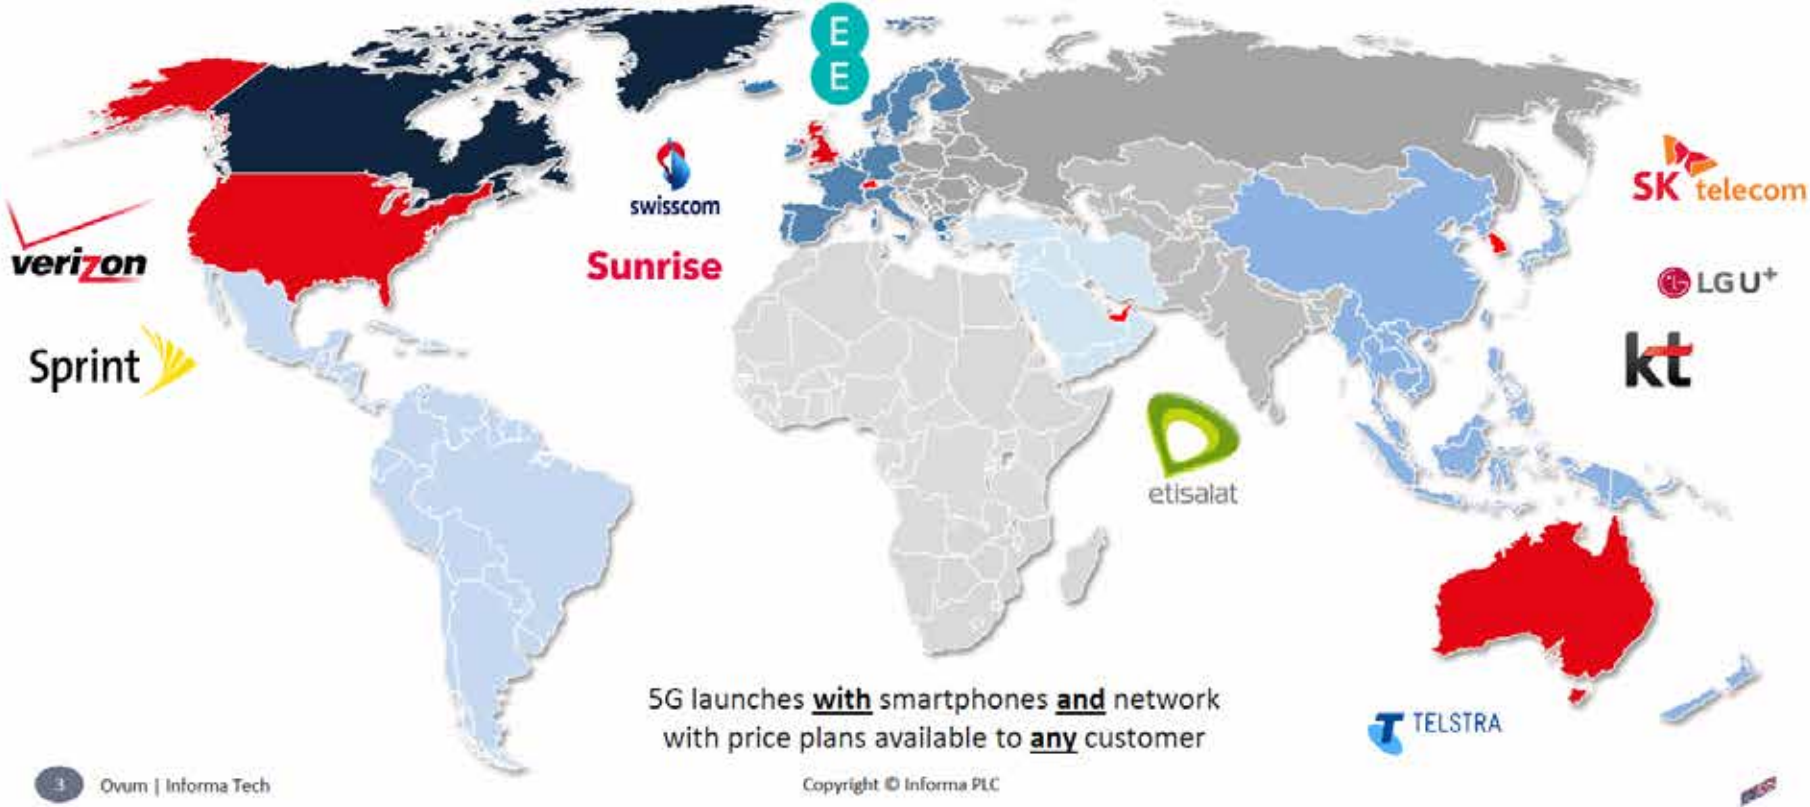 E
E
swisscom
SK telecom
verizon
Sunrise
LG U+
Sprint
kt
etisalat
5G launches with smartphones and network
with price plans available to any customer
TELSTRA
3
Ovum | Informa Tech
Copyright © Informa PLC